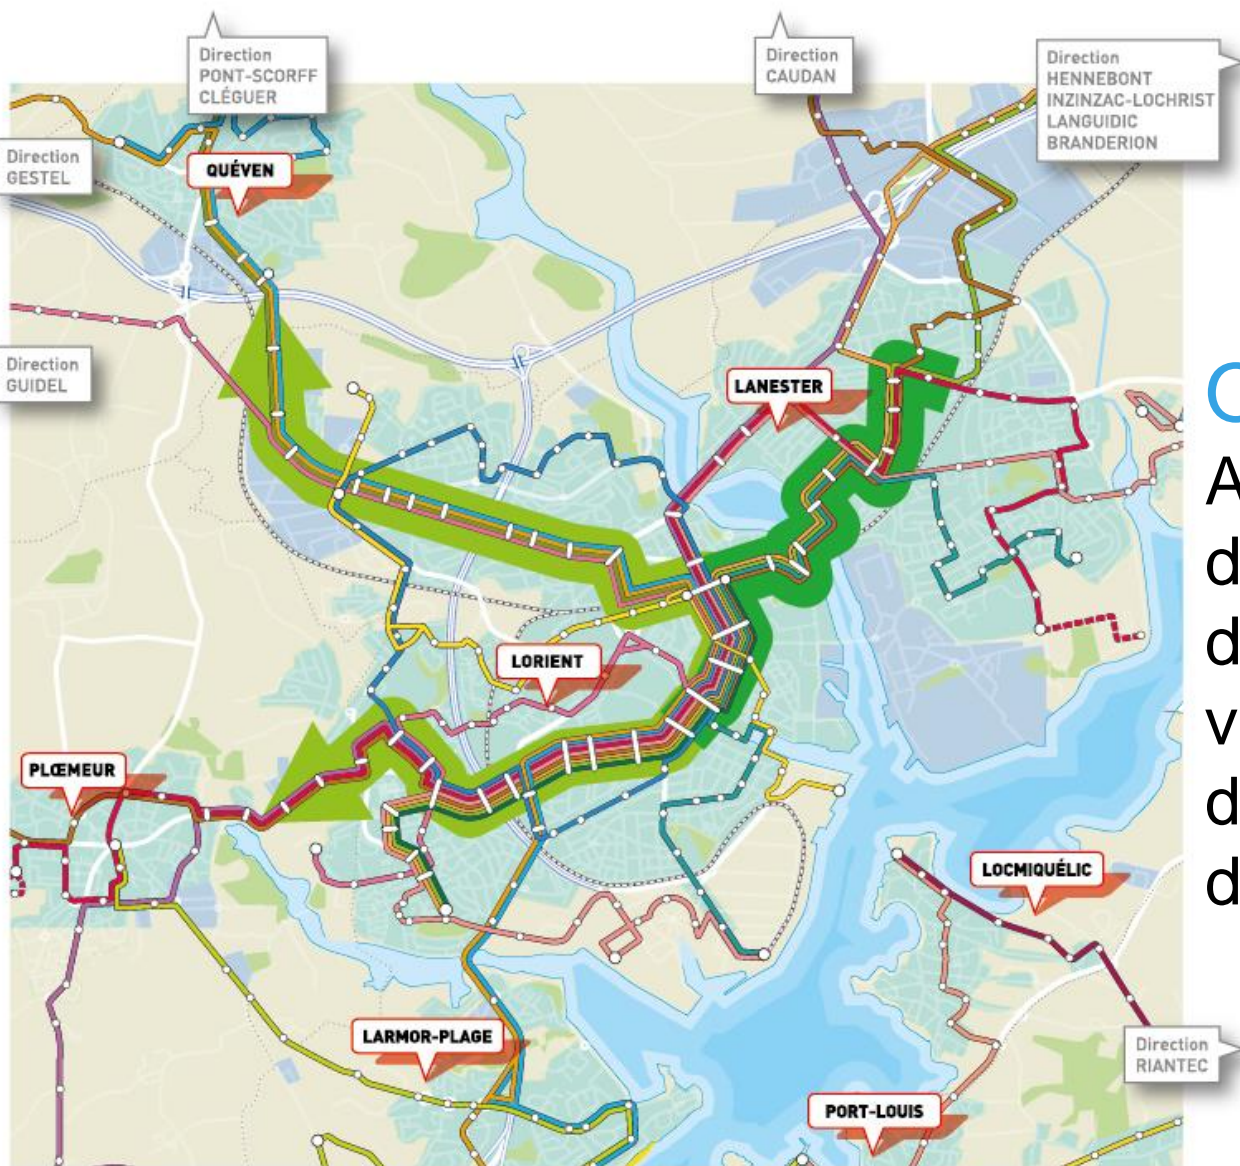 Direction
PONT-SCORFF
CLÉGUER
Direction
CAUDAN
Direction
HENNEBONT
INZINZAC-LOCHRIST
LANGUIDIC
BRANDERION
Direction
GESTEL
QUÉVEN
Direction
GUIDEL
LANESTER
LORIENT
PLŒMEUR
LOCMIQUÉLIC
LARMOR-PLAGE
Direction
RIANTEC
PORT-LOUIS